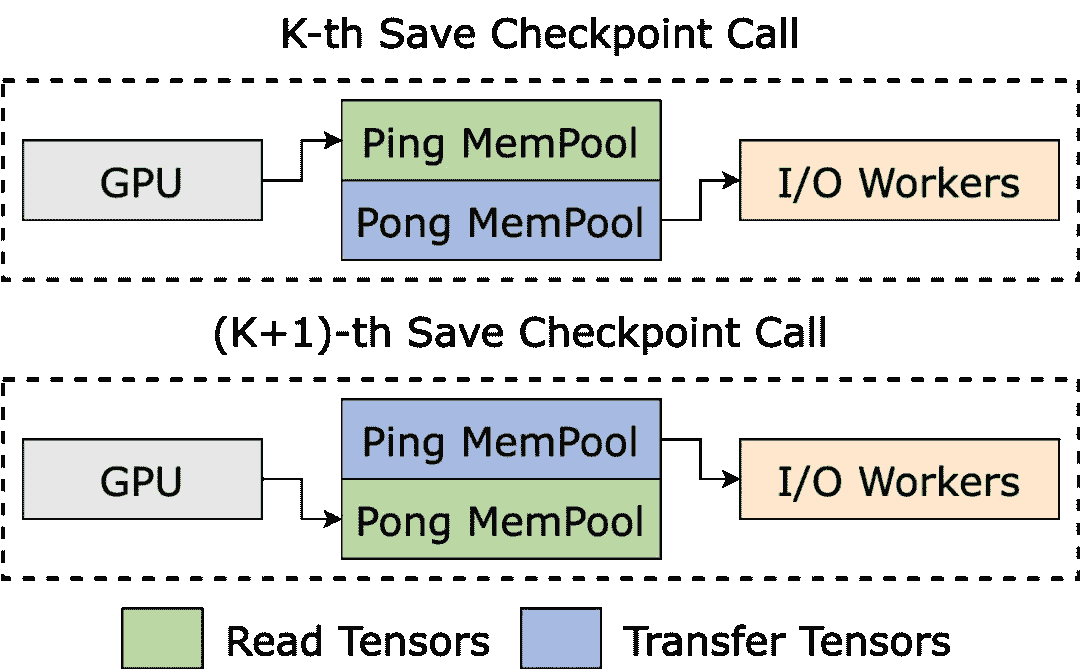 K-th Save Checkpoint Call
GPU
Ping MemPool
Pong MemPool
I/O Workers
(K+1)-th Save Checkpoint Call
GPU
Ping MemPool
Pong MemPool
I/O Workers
Read Tensors
Transfer Tensors